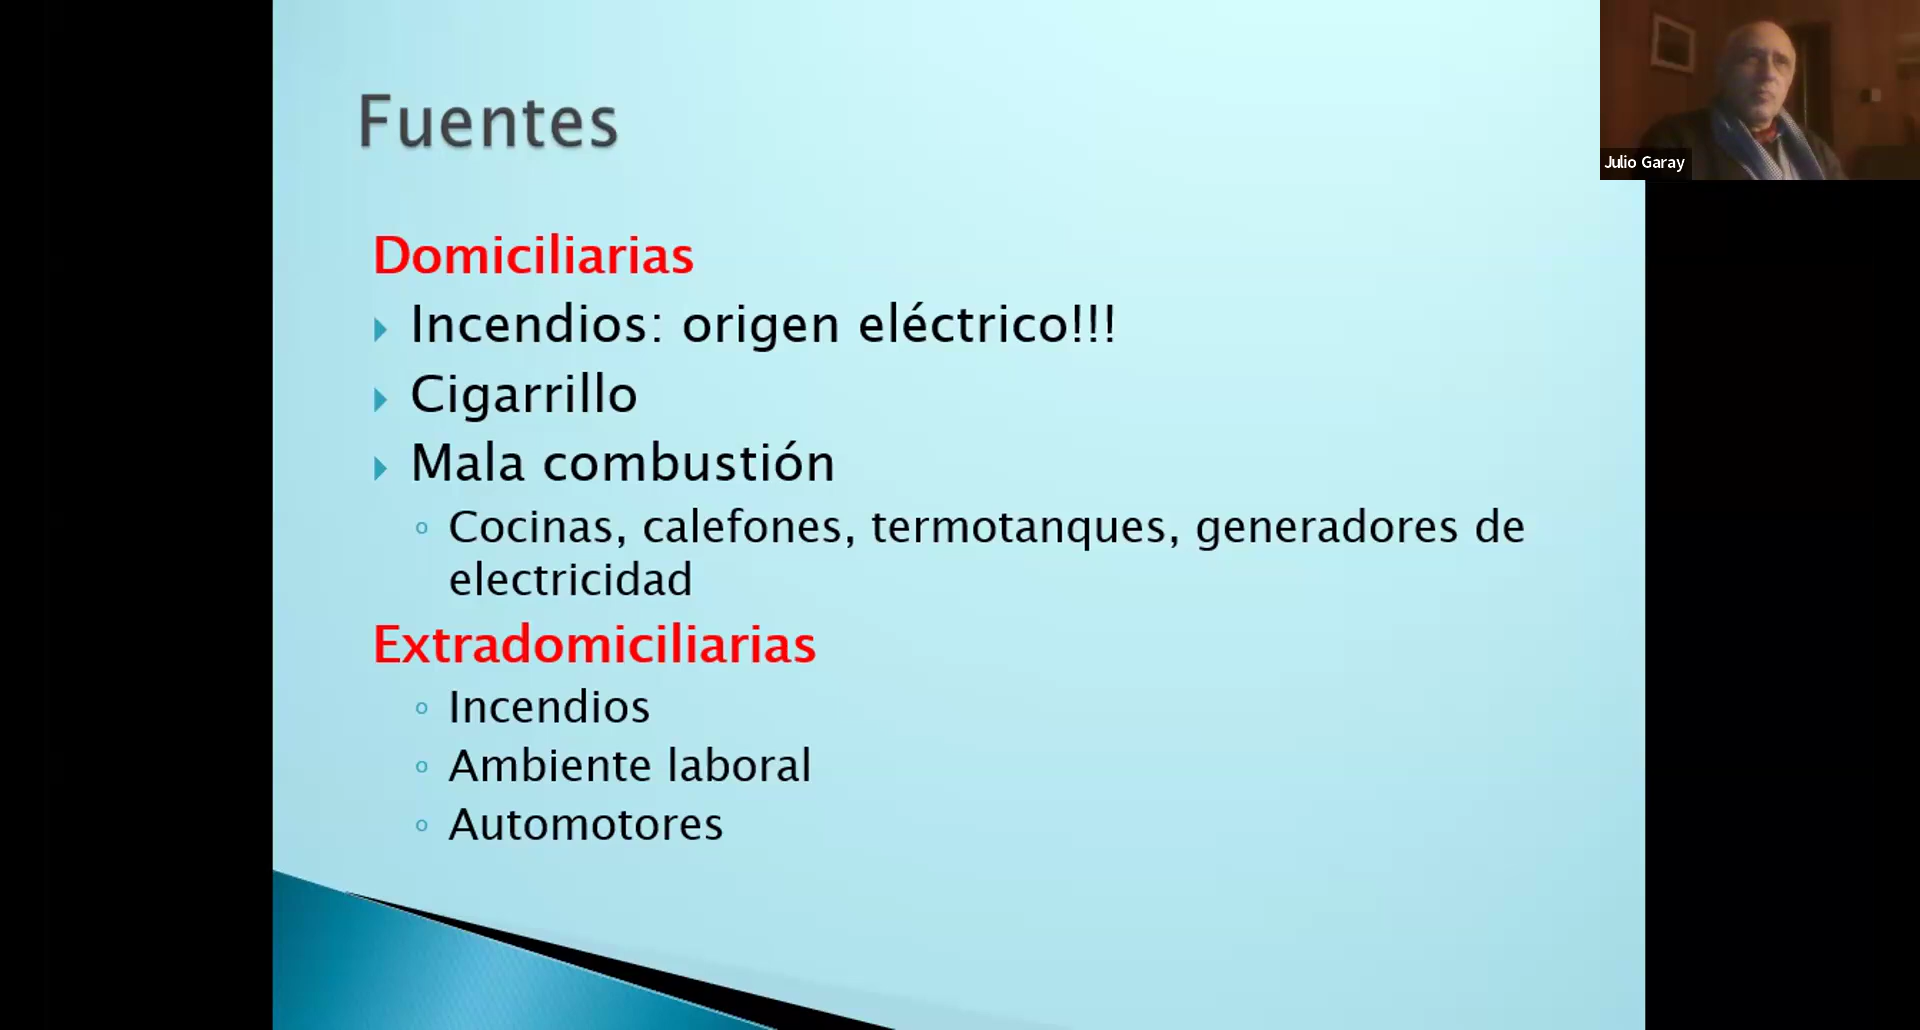 Fuentes
Domiciliarias
Incendios: origen eléctrico!!!
Cigarrillo
Mala combustión
Cocinas, calefones, termotanques, generadores de
electricidad
Extradomiciliarias
Incendios
Ambiente laboral
Automotores
Julio Garay